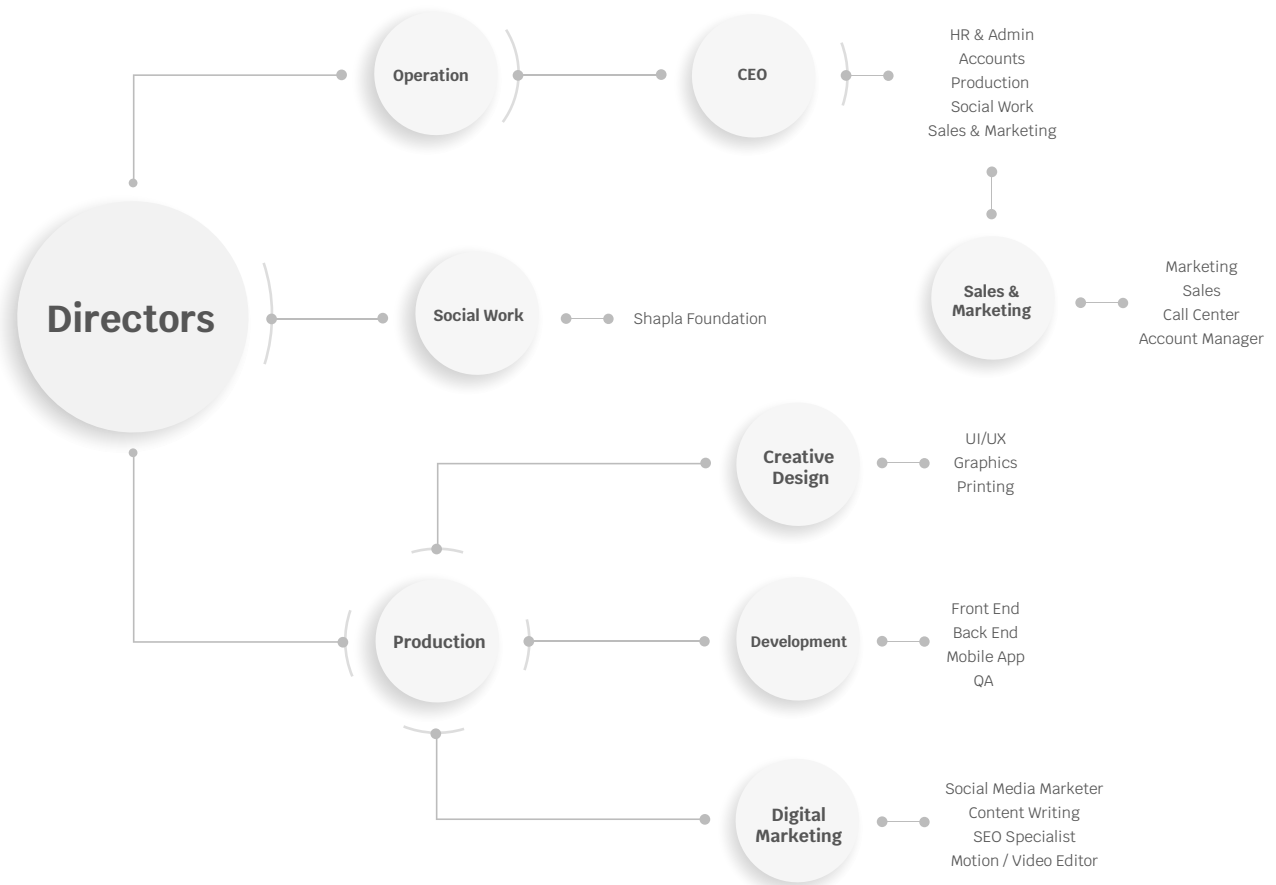 Operation
CEO
HR & Admin
Accounts
Production
Social Work
Sales & Marketing
Directors
Social Work
Shapla Foundation
Sales &
Marketing
Marketing
Sales
Call Center
Account Manager
Creative
Design
UI/UX
Graphics
Printing
Production
Development
Front End
Back End
Mobile App
QA
Digital
Marketing
Social Media Marketer
Content Writing
SEO Specialist
Motion / Video Editor